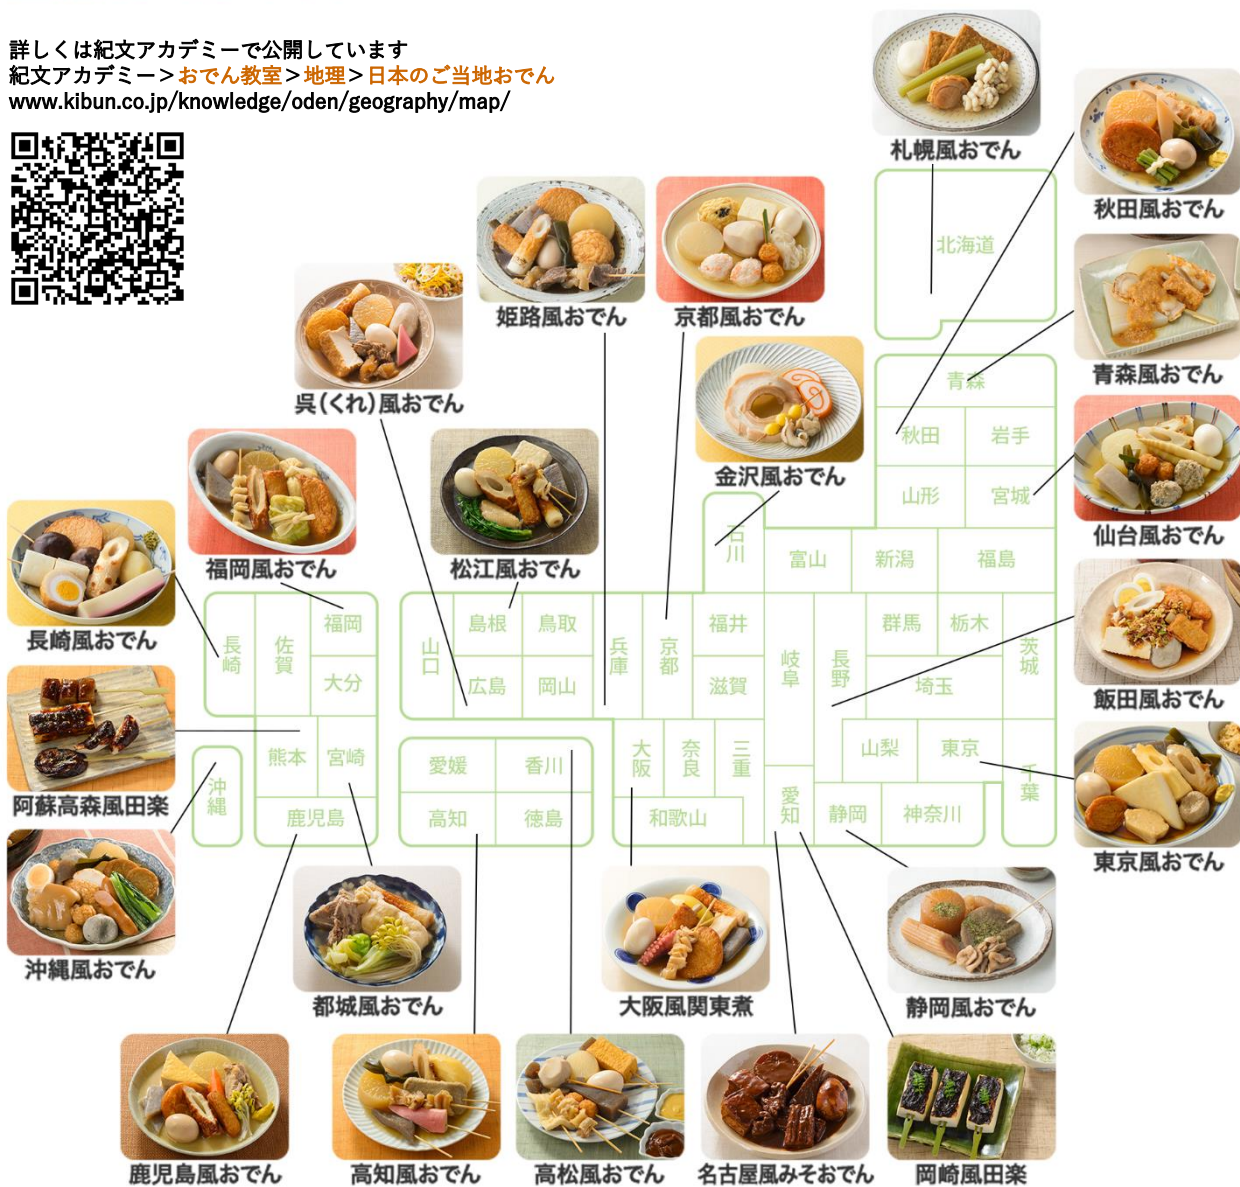 詳しくは紀文アカデミーで公開しています
紀文アカデミー＞おでん教室＞地理＞日本のご当地おでん
www.kibun.co.jp/knowledge/oden/geography/map/
札幌風おでん
秋田風おでん
北海道
姫路風おでん
京都風おでん
青森風おでん
青森
呉（くれ）風おでん
秋田
岩手
金沢風おでん
山形
宮城
仙台風おでん
福岡風おでん
松江風おでん
石川
富山
新潟
福島
長崎風おでん
長崎
佐賀
福岡
大分
山口
島根
鳥取
広島
岡山
兵庫
京都
福井
滋賀
岐阜
長野
群馬
栃木
埼玉
茨城
飯田風おでん
阿蘇高森風田楽
沖縄
熊本
宮崎
鹿児島
愛媛
香川
高知
徳島
大阪
奈良
三重
和歌山
愛知
静岡
山梨
東京
神奈川
千葉
東京風おでん
沖縄風おでん
都城風おでん
大阪風関東煮
静岡風おでん
鹿児島風おでん
高知風おでん
高松風おでん
名古屋風みそおでん
岡崎風田楽